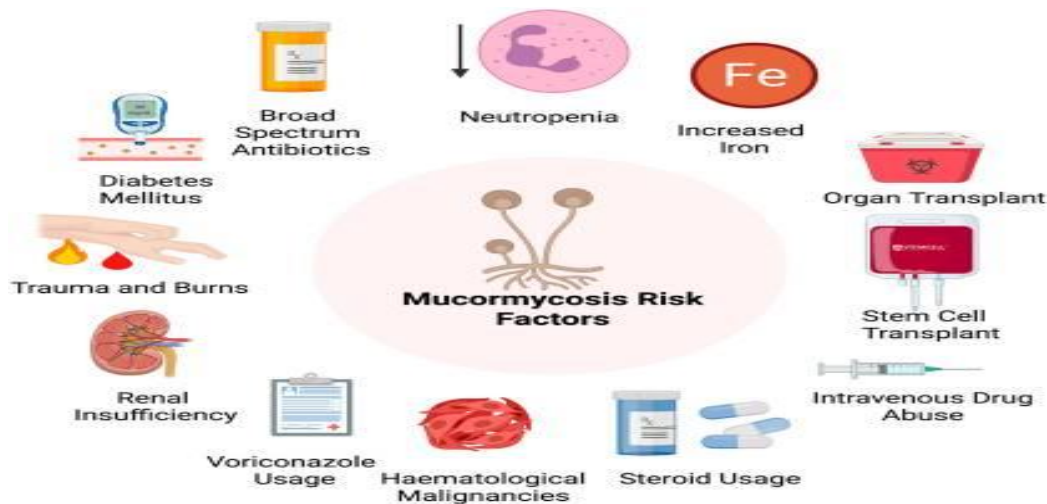 Broad
Spectrum
Antibiotics
Neutropenia
Fe
Increased
Iron
Organ Transplant
Stem Cell
Transplant
Intravenous Drug
Abuse
Steroid Usage
Haematological
Malignancies
Voriconazole
Usage
Renal
Insufficiency
Trauma and Burns
Diabetes
Mellitus
Mucormycosis Risk
Factors